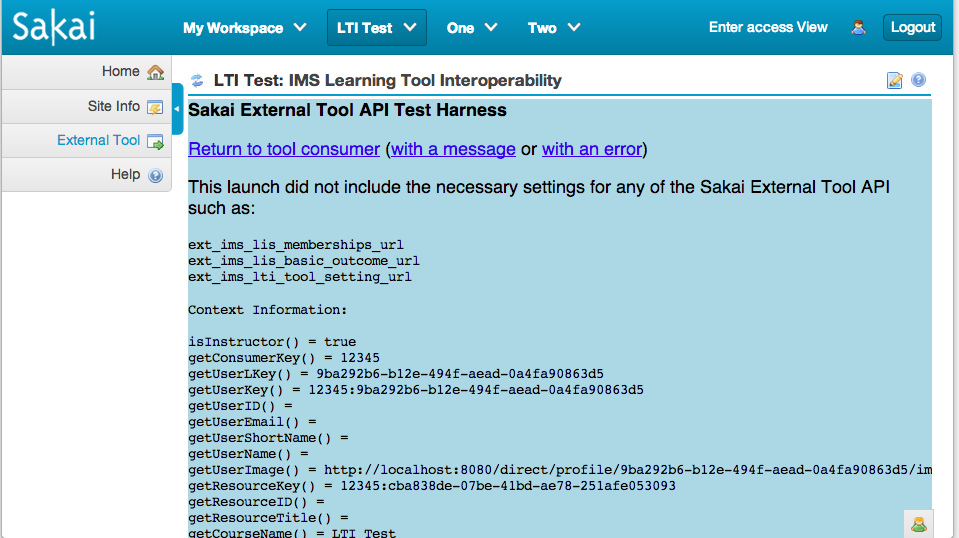 Sakai
My Workspace
LTI Test
One
Two
Enter access View
Logout
Home
Site Info
External Tool
Help
LTI Test: IMS Learning Tool Interoperability
Sakai External Tool API Test Harness
Return to tool consumer (with a message or with an error)
This launch did not include the necessary settings for any of the Sakai External Tool API
such as:
ext_ims_lis_memberships_url
ext_ims_lis_basic_outcome_url
ext_ims_lti_tool_setting_url
Context Information:
isInstructor() = true
getConsumerKey() = 12345
getUserLKey() = 9ba292b6-b12e-494f-aead-0a4fa90863d5
getUserKey() = 12345:9ba292b6-b12e-494f-aead-0a4fa90863d5
getUserID() =
getUserEmail() =
getUserShortName() =
getUserName() =
getUserImage() = http://localhost:8080/direct/profile/9ba292b6-b12e-494f-aead-0a4fa90863d5/im
getResourceKey() = 12345:cba838de-07be-41bd-ae78-251afe053093
getResourceID() =
getResourceTitle() =
getCourseName() = LTI Test